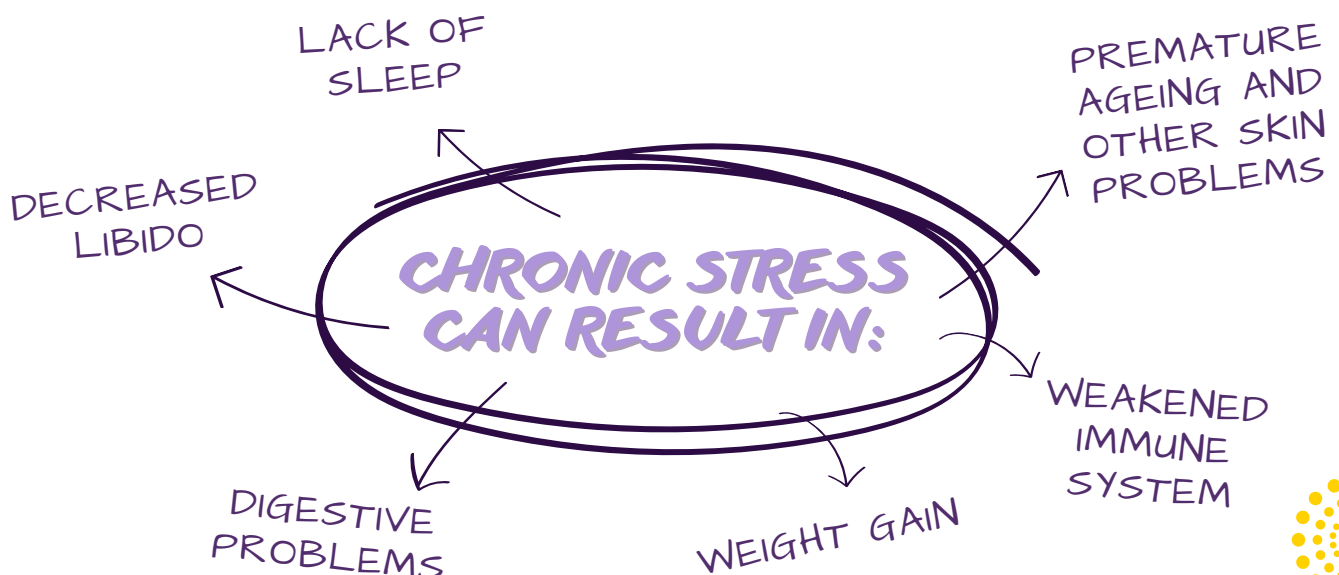 LACK OF
SLEEP
PREMATURE
AGEING AND
OTHER SKIN
PROBLEMS
DECREASED
LIBIDO
CHRONIC STRESS
CAN RESULT IN:
WEAKENED
IMMUNE
SYSTEM
DIGESTIVE
PROBLEMS
WEIGHT GAIN